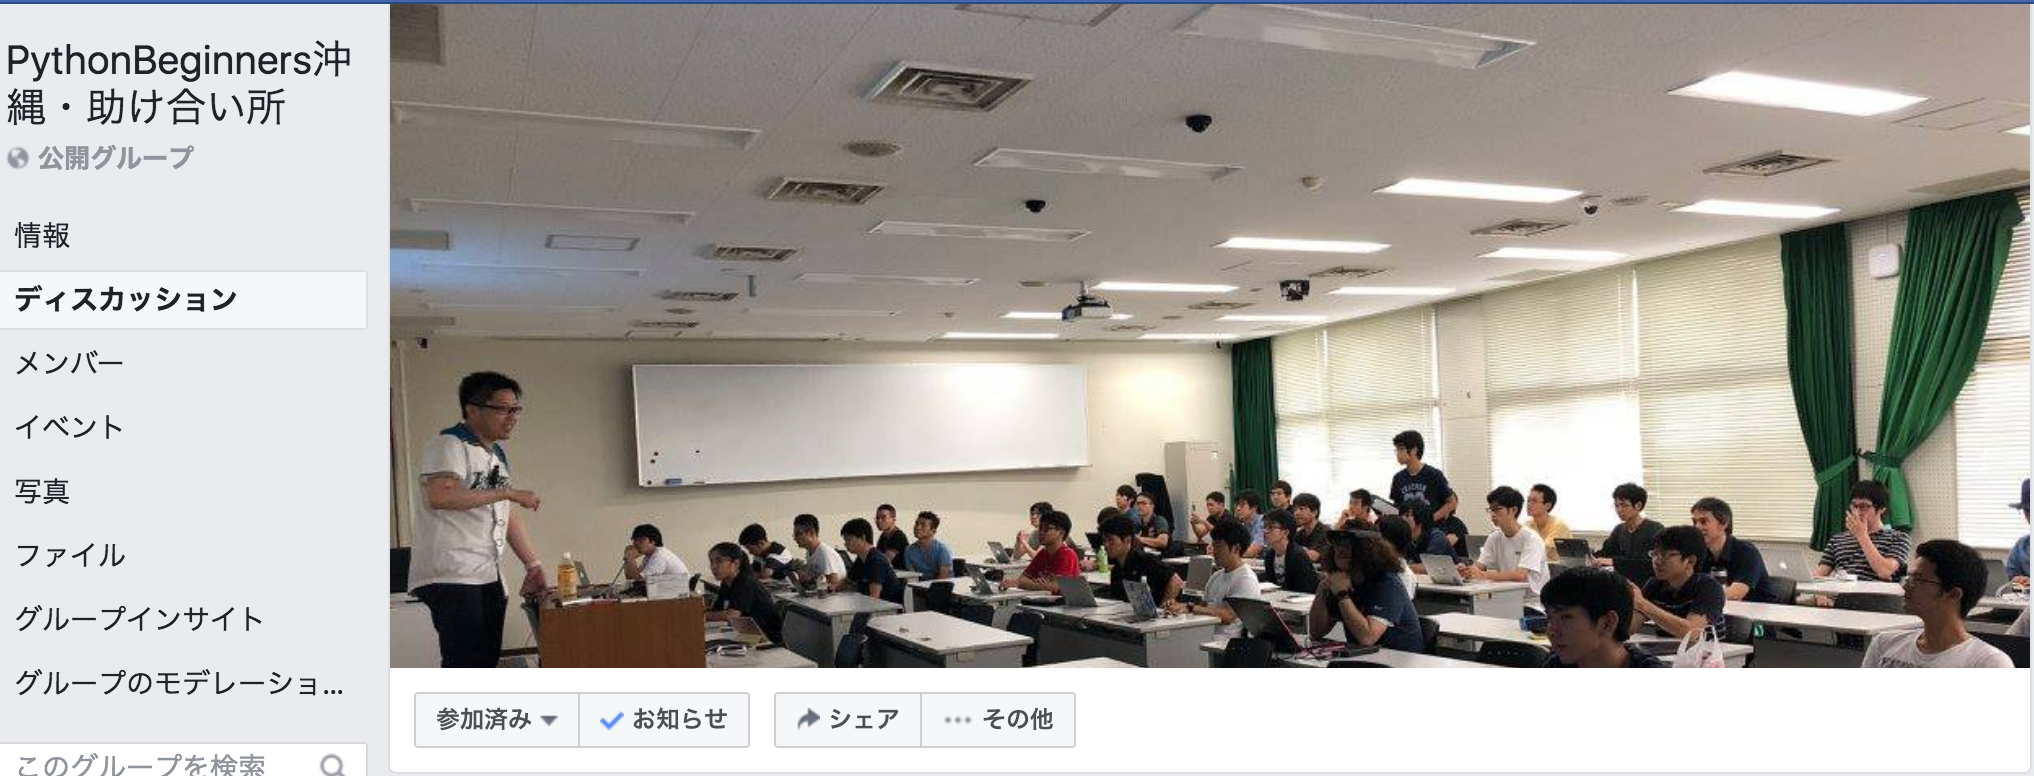 PythonBeginners沖
縄・助け合い所
公開グループ
情報
ディスカッション
メンバー
イベント
写真
ファイル
グループインサイト
グループのモデレーショ...
このグループを検索
参加済み
お知らせ
シェア
その他